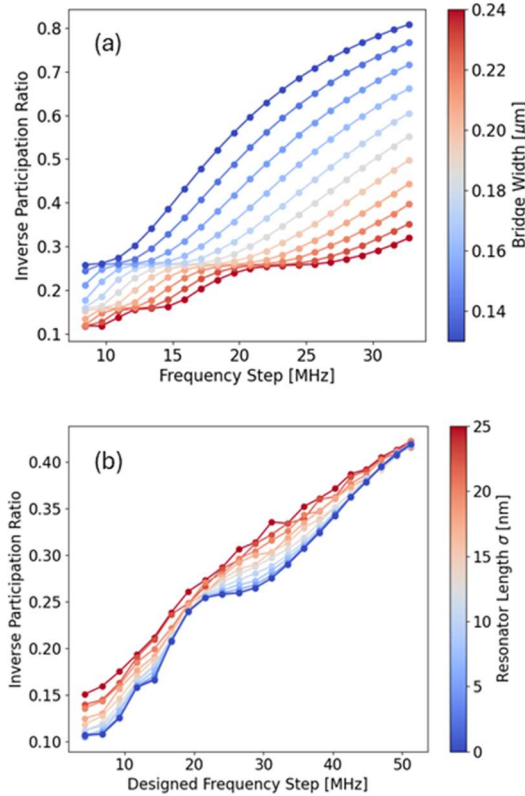 (a)
Inverse Participation Ratio
0.8
0.7
0.6
0.5
0.4
0.3
0.2
0.1
10 15 20 25 30
Frequency Step [MHz]
0.24
0.22
0.20
0.18
0.16
0.14
Bridge Width [μm]
(b)
Inverse Participation Ratio
0.40
0.35
0.30
0.25
0.20
0.15
0.10
10 20 30 40 50
Designed Frequency Step [MHz]
25
20
15
10
5
0
Resonator Length σ [nm]